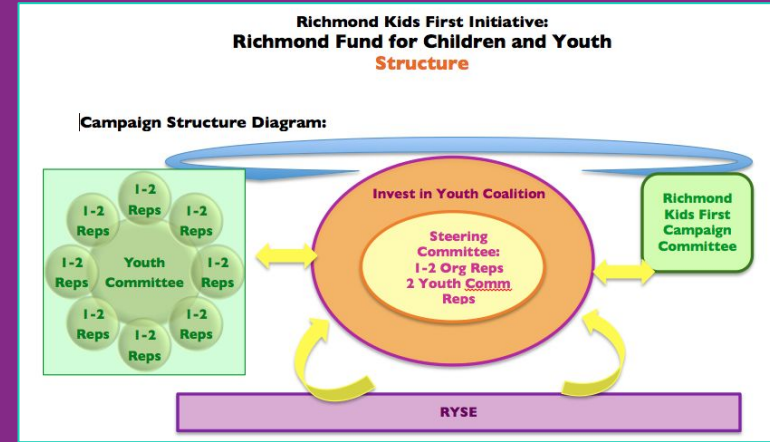 Richmond Kids First Initiative:
Richmond Fund for Children and Youth
Structure
Campaign Structure Diagram:
1-2
Reps
1-2
Reps
1-2
Reps
1-2
Reps
Youth
Committee
1-2
Reps
1-2
Reps
1-2
Reps
1-2
Reps
Invest in Youth Coalition
Steering
Committee:
1-2 Org Reps
2 Youth Comm
Reps
Richmond
Kids First
Campaign
Committee
RYSE